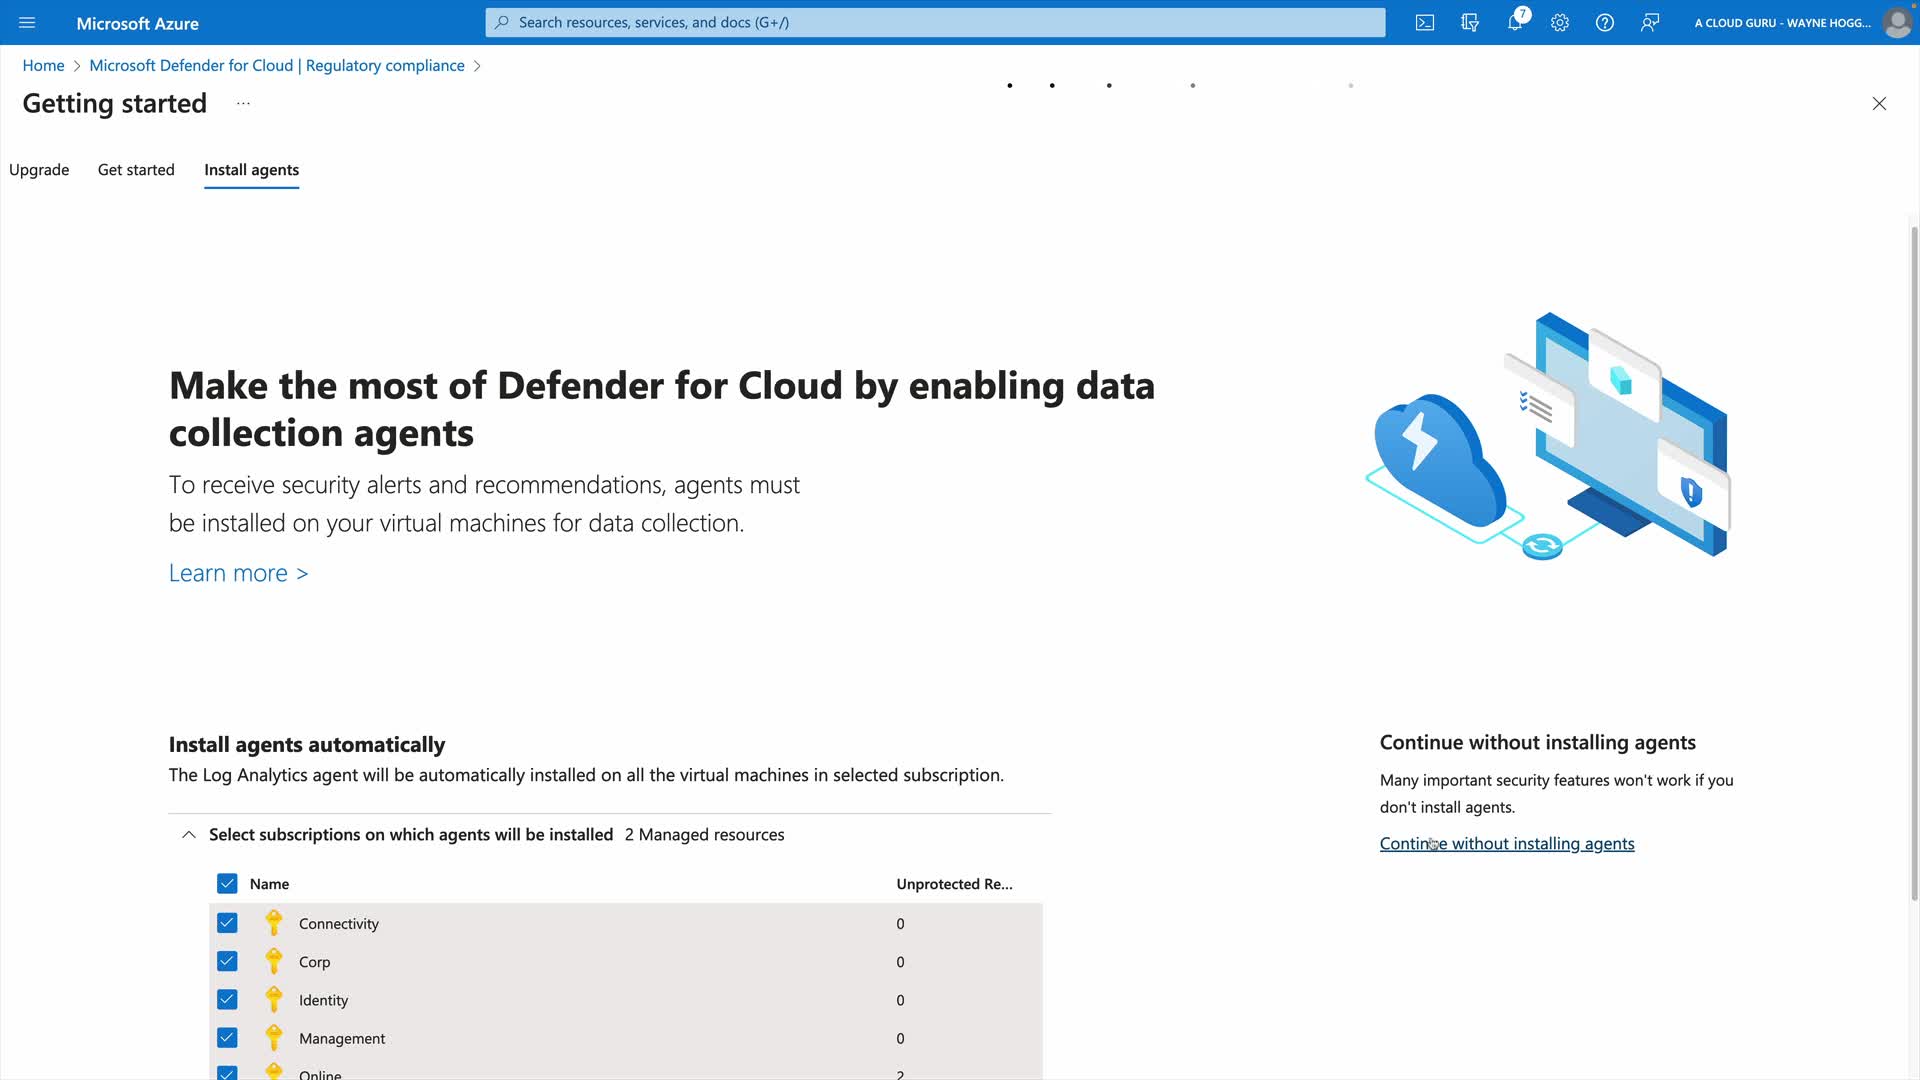 Microsoft Azure
Search resources, services, and docs (G+/)
7
A CLOUD GURU - WAYNE HOGG...
Home > Microsoft Defender for Cloud | Regulatory compliance >
Getting started ...
Upgrade
Get started
Install agents
Make the most of Defender for Cloud by enabling data
collection agents
To receive security alerts and recommendations, agents must
be installed on your virtual machines for data collection.
Learn more >
Install agents automatically
The Log Analytics agent will be automatically installed on all the virtual machines in selected subscription.
Select subscriptions on which agents will be installed 2 Managed resources
Name Unprotected Re...
Connectivity 0
Corp 0
Identity 0
Management 0
Online 2
Continue without installing agents
Many important security features won't work if you
don't install agents.
Continue without installing agents